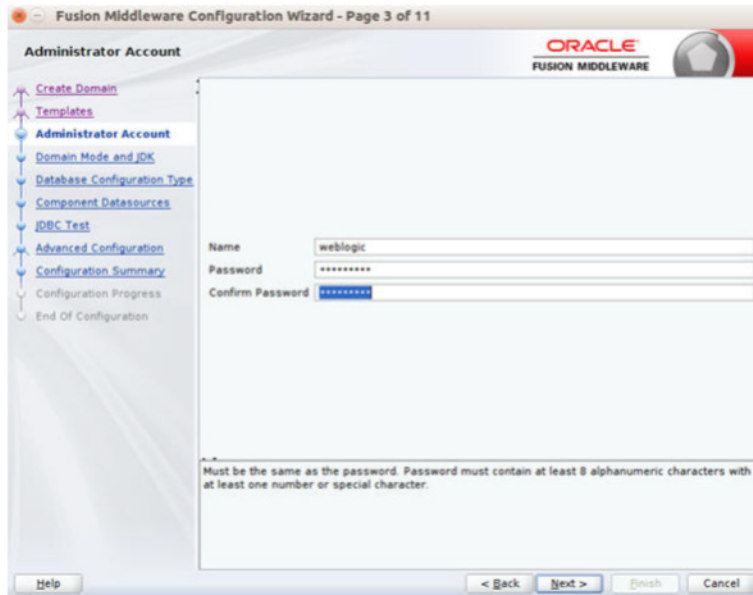 Fusion Middleware Configuration Wizard - Page 3 of 11
Administrator Account
ORACLE
FUSION MIDDLEWARE
Create Domain
Templates
Administrator Account
Domain Mode and JDK
Database Configuration Type
Component Datasources
JDBC Test
Advanced Configuration
Configuration Summary
Configuration Progress
End Of Configuration
Name weblogic
Password •••••••••
Confirm Password •••••••••
Must be the same as the password. Password must contain at least 8 alphanumeric characters with
at least one number or special character.
Help < Back Next > Finish Cancel